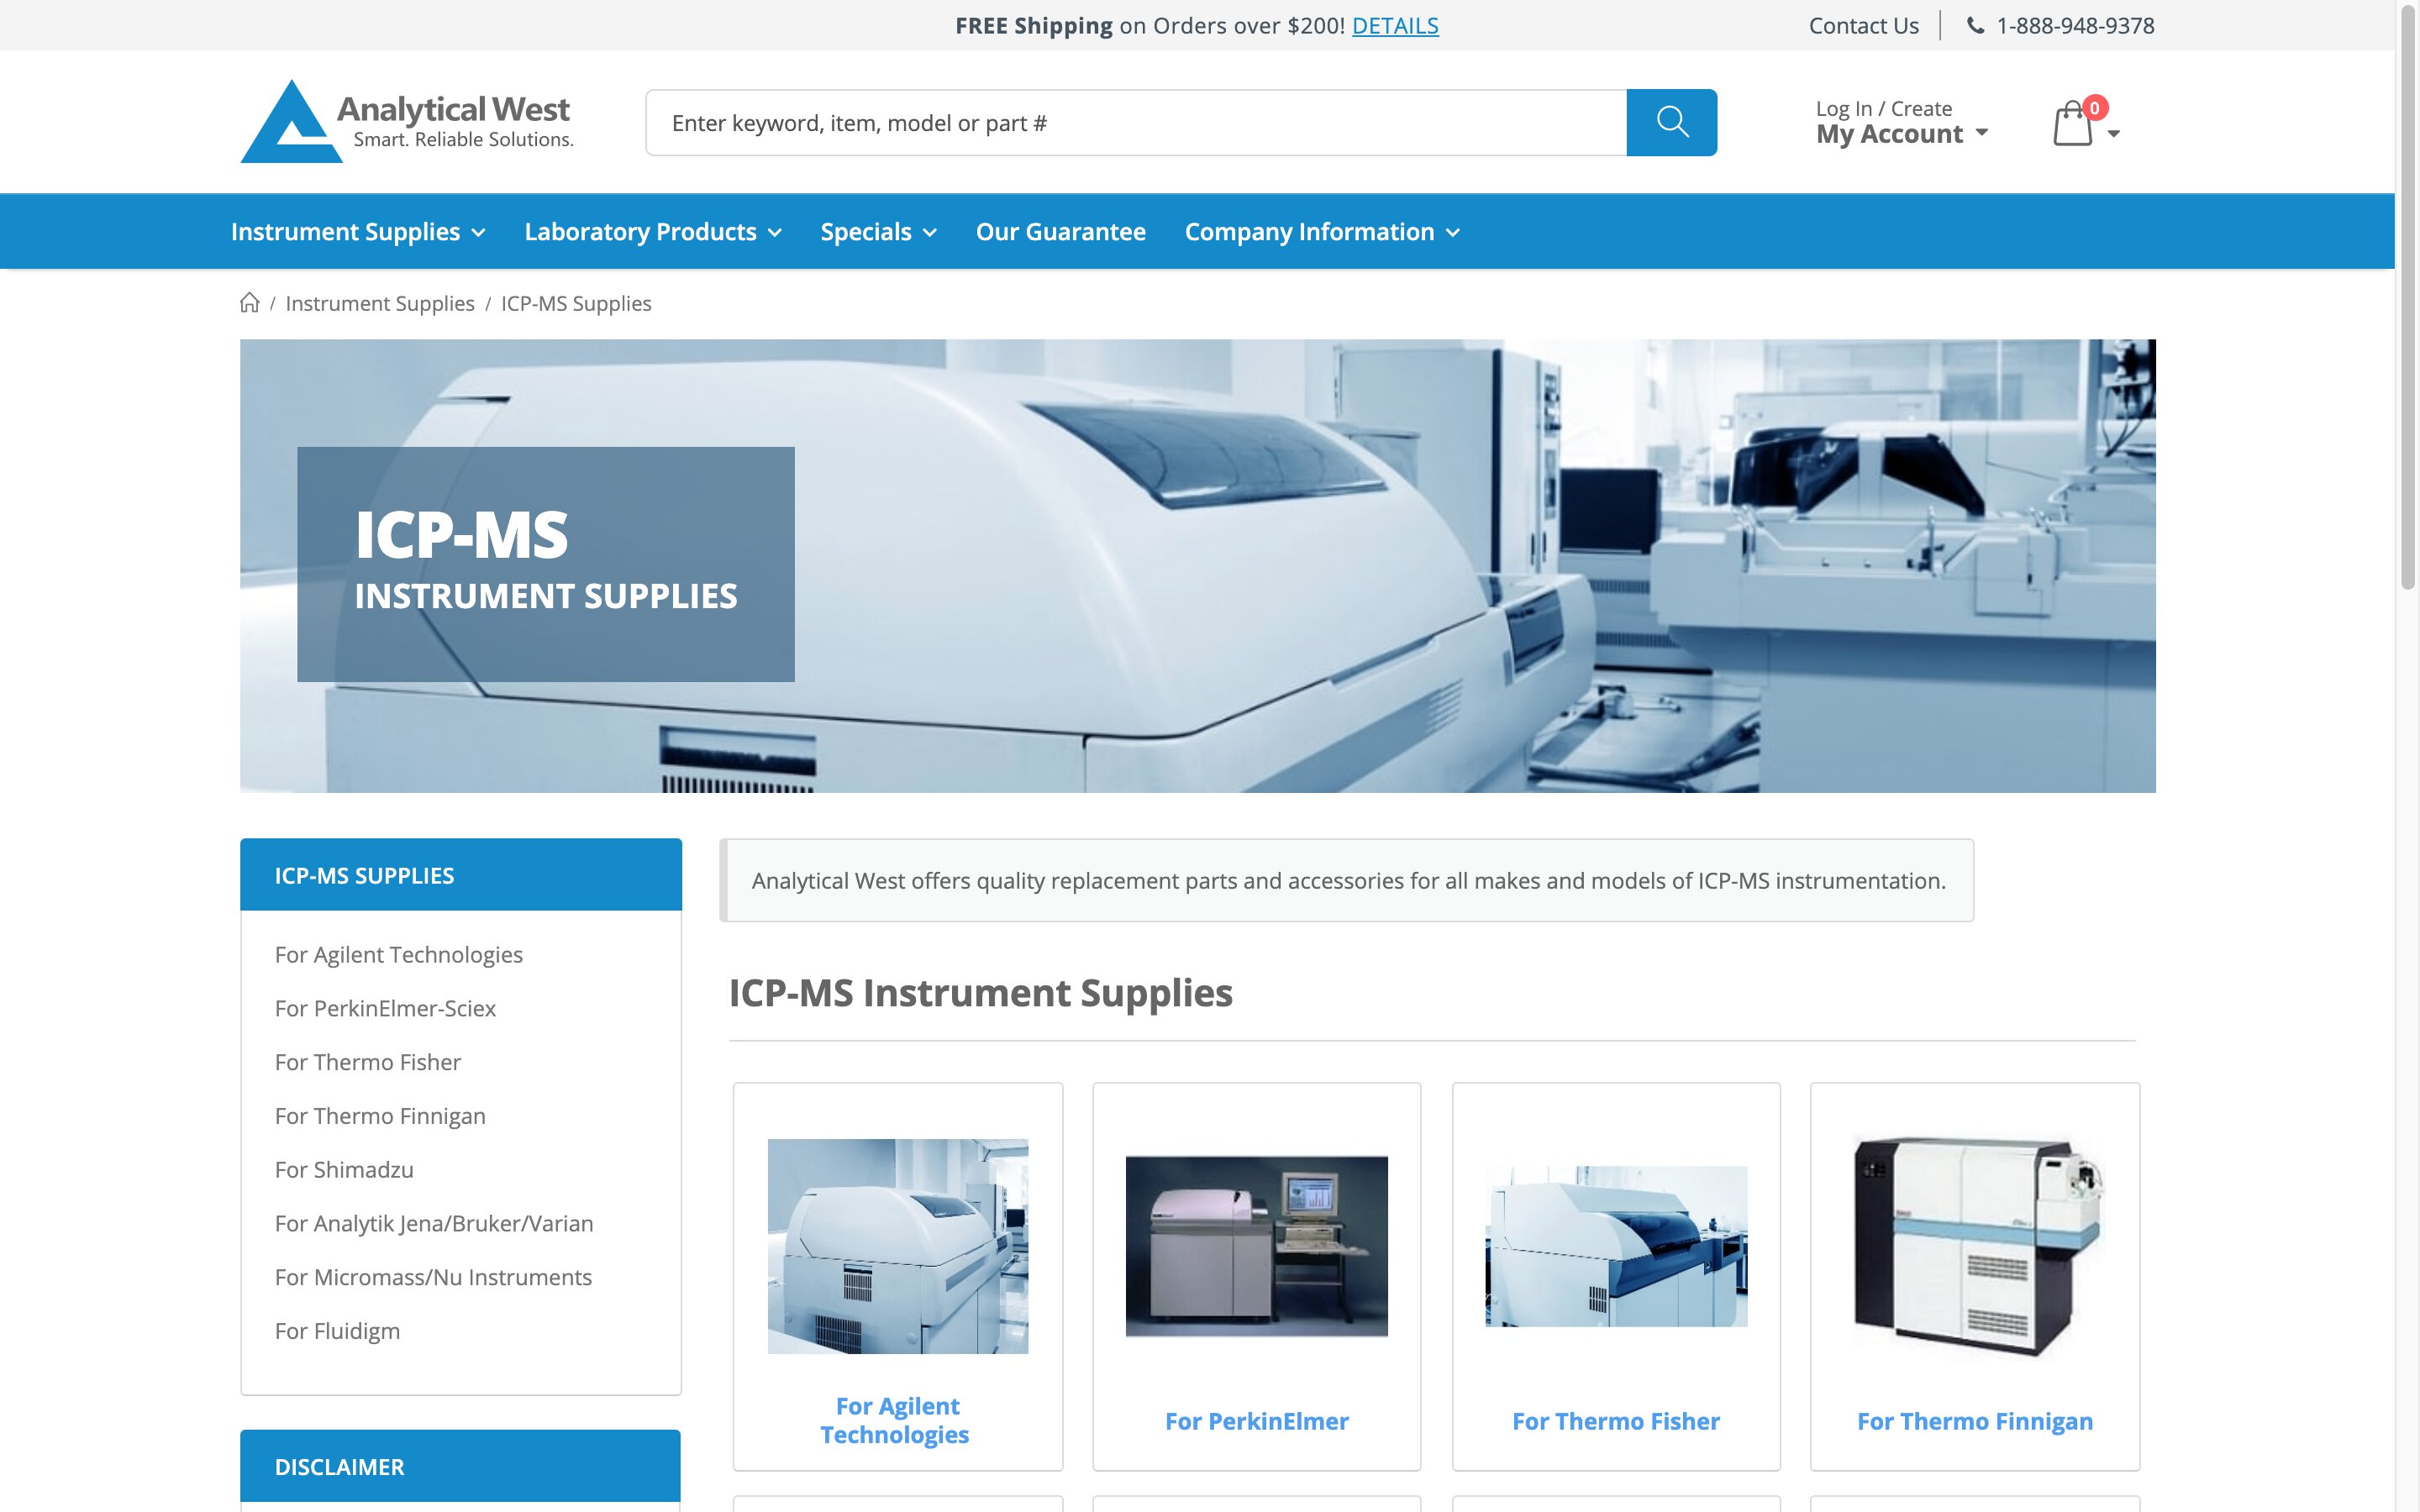 FREE Shipping on Orders over $200! DETAILS
Contact Us
1-888-948-9378
Analytical West
Smart. Reliable Solutions.
Enter keyword, item, model or part #
Log In / Create
My Account
0
Instrument Supplies
Laboratory Products
Specials
Our Guarantee
Company Information
/ Instrument Supplies / ICP-MS Supplies
ICP-MS
INSTRUMENT SUPPLIES
ICP-MS SUPPLIES
For Agilent Technologies
For PerkinElmer-Sciex
For Thermo Fisher
For Thermo Finnigan
For Shimadzu
For Analytik Jena/Bruker/Varian
For Micromass/Nu Instruments
For Fluidigm
DISCLAIMER
Analytical West offers quality replacement parts and accessories for all makes and models of ICP-MS instrumentation.
ICP-MS Instrument Supplies
For Agilent
Technologies
For PerkinElmer
For Thermo Fisher
For Thermo Finnigan